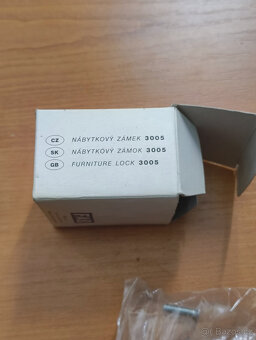 CZ NÁBYTKOVÝ ZÁMEK 3005
SK NÁBYTKOVÝ ZÁMOK 3005
GB FURNITURE LOCK 3005